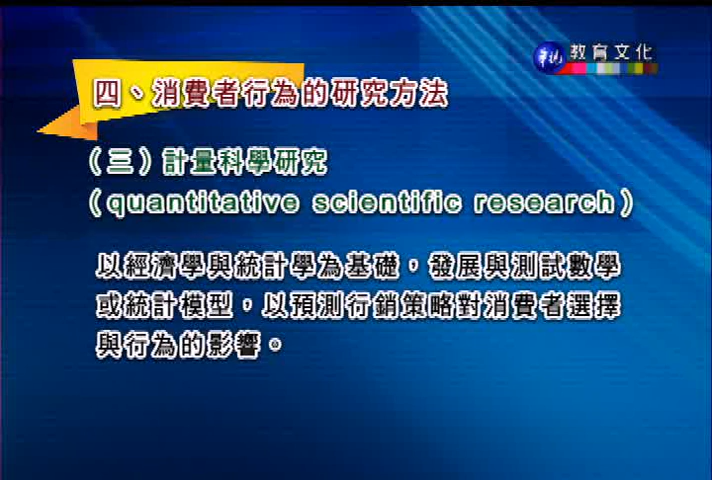 華視 教育文化
四、消費者行為的研究方法
（三）計量科學研究
（quantitative scientific research）
以經濟學與統計學為基礎，發展與測試數學
或統計模型，以預測行銷策略對消費者選擇
與行為的影響。